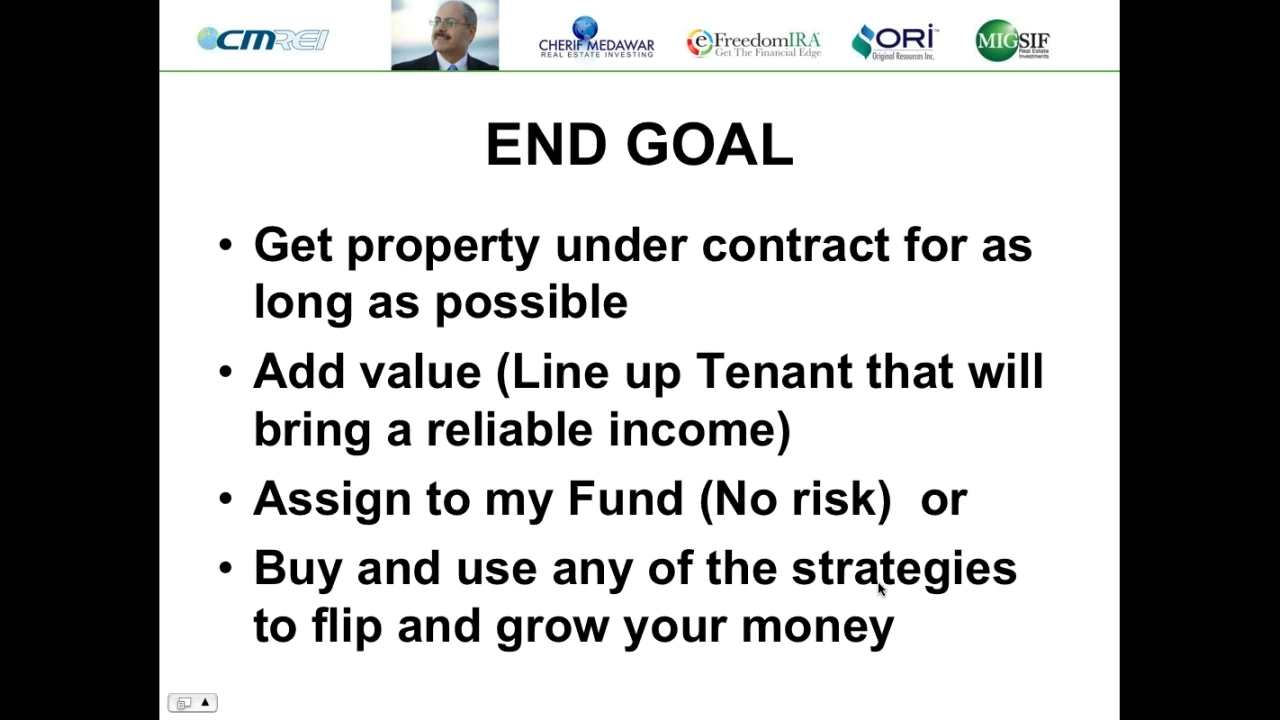 CMREI
CHERIF MEDAWAR
REAL ESTATE INVESTING
eFreedomIRA
Get The Financial Edge
ORi™
Original Resources Inc.
MIGSIF
Real Estate
Investments
END GOAL
• Get property under contract for as
long as possible
• Add value (Line up Tenant that will
bring a reliable income)
• Assign to my Fund (No risk) or
• Buy and use any of the strategies
to flip and grow your money